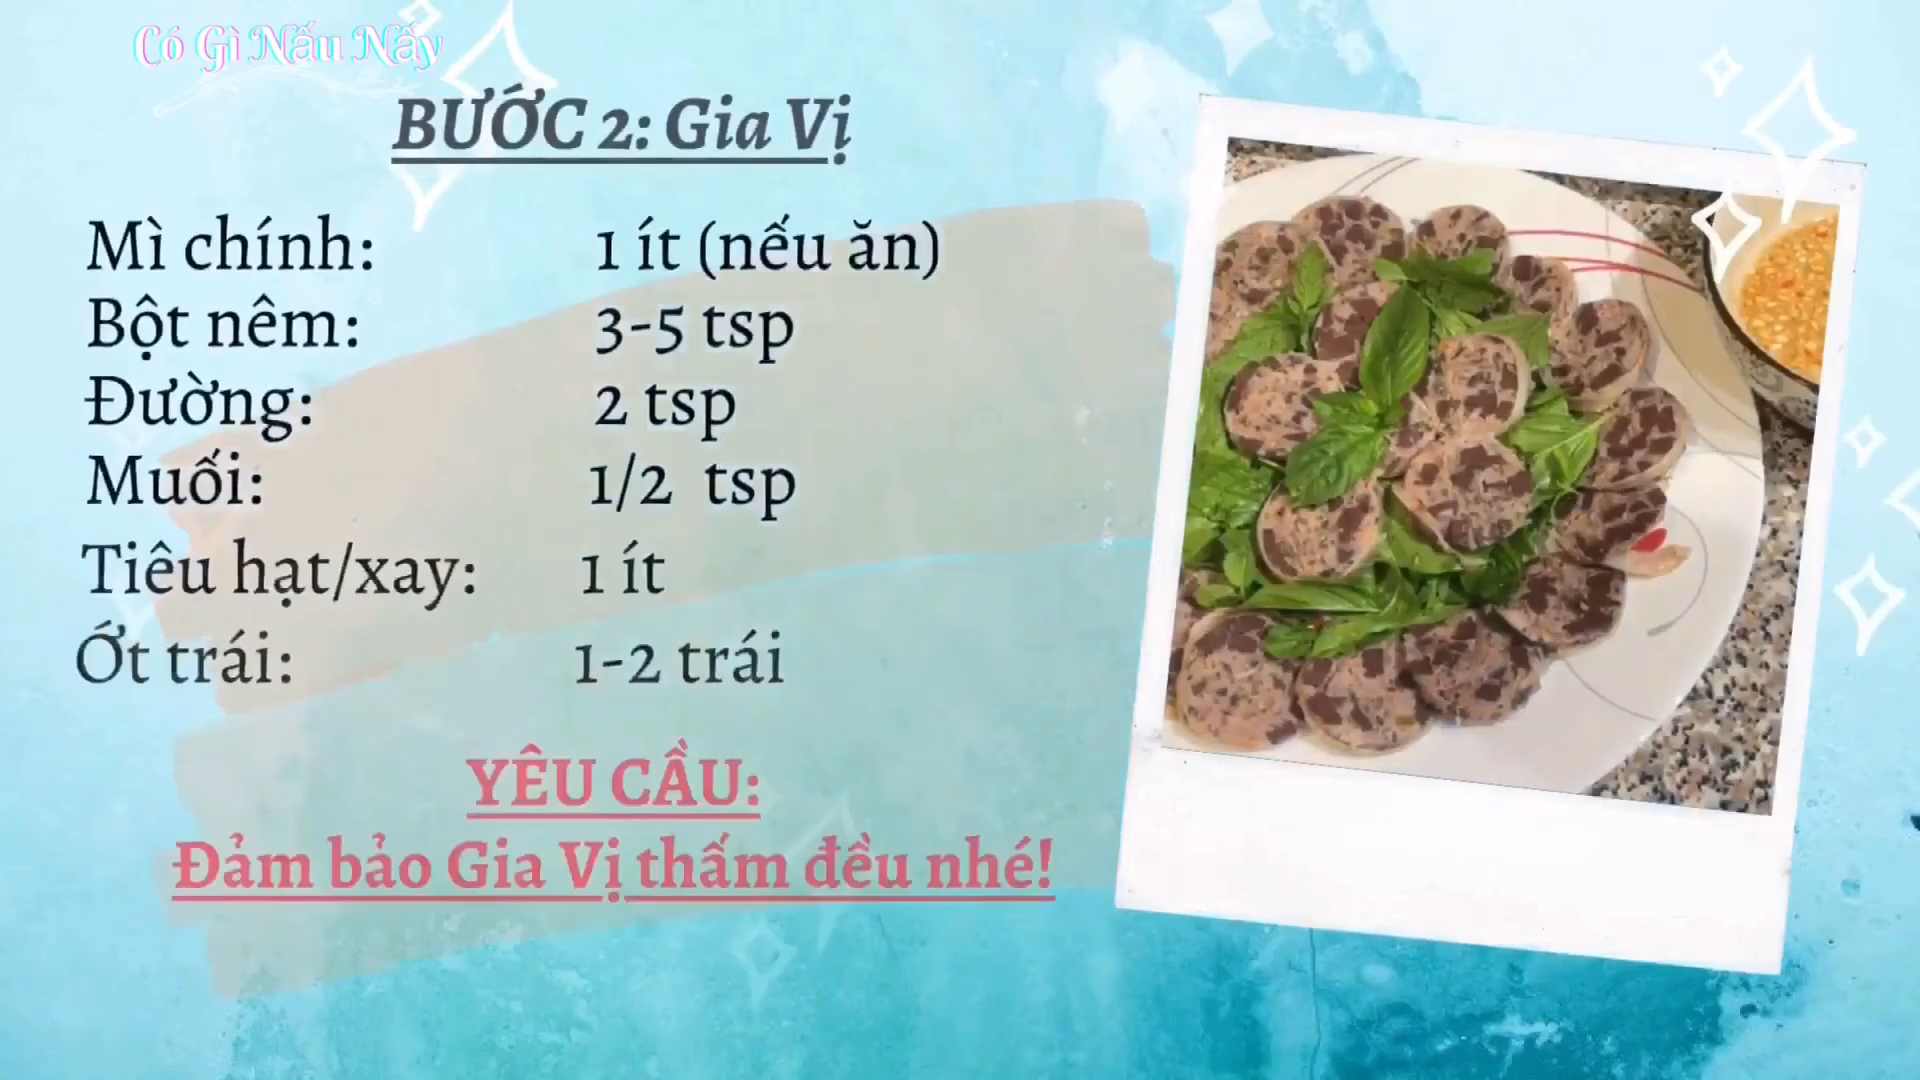 Có Gì Nấu Nấy
BƯỚC 2: Gia Vị
Mì chính: 1 ít (nếu ăn)
Bột nêm: 3-5 tsp
Đường: 2 tsp
Muối: 1/2 tsp
Tiêu hạt/xay: 1 ít
Ớt trái: 1-2 trái
YÊU CẦU:
Đảm bảo Gia Vị thấm đều nhé!